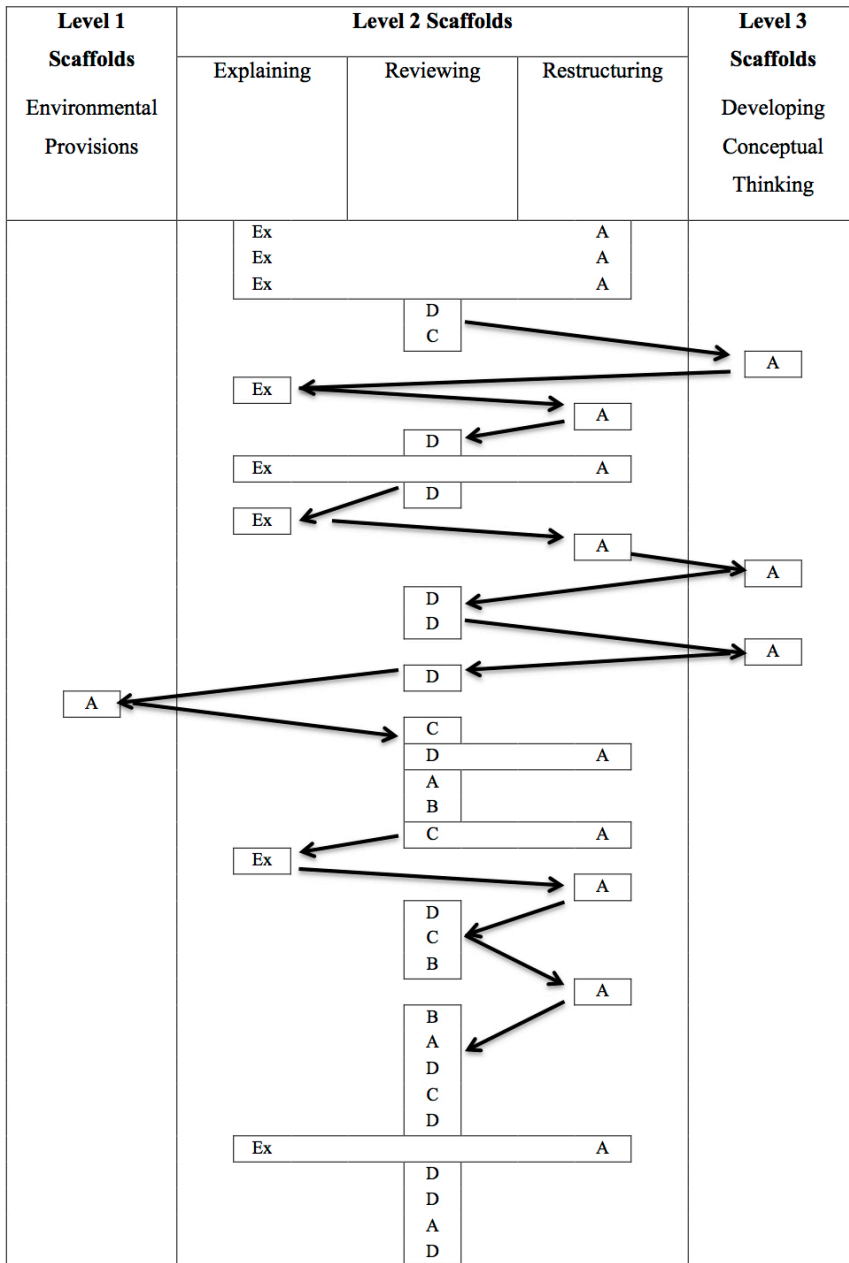 Level 1 Scaffolds
Environmental Provisions
Level 2 Scaffolds
Explaining
Reviewing
Restructuring
Level 3 Scaffolds
Developing Conceptual Thinking
Ex A
Ex A
Ex A
D
C
A
Ex
A
D
Ex A
D
Ex
A
A
D
D
A
D
A
C
D A
A
B
C A
Ex
A
D
C
B
A
B
A
D
C
D
Ex A
D
D
A
D